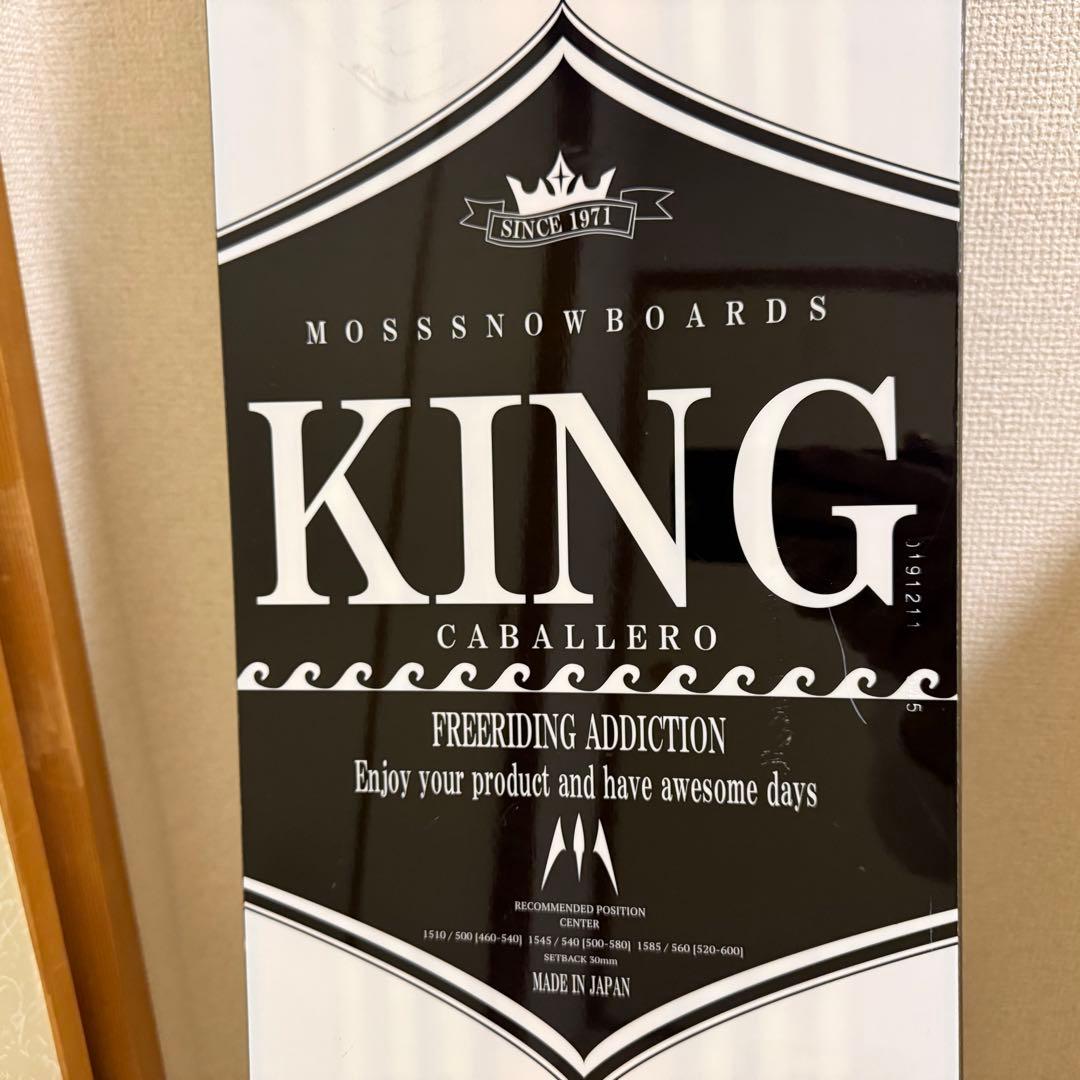 SINCE 1971
MOSSSNOWBOARDS
KING
CABALLERO
FREERIDING ADDICTION
Enjoy your product and have awesome days
RECOMMENDED POSITION
CENTER
1510 / 500 [460-540] 1545 / 540 [500-580] 1585 / 560 [520-600]
SETBACK 30mm
MADE IN JAPAN